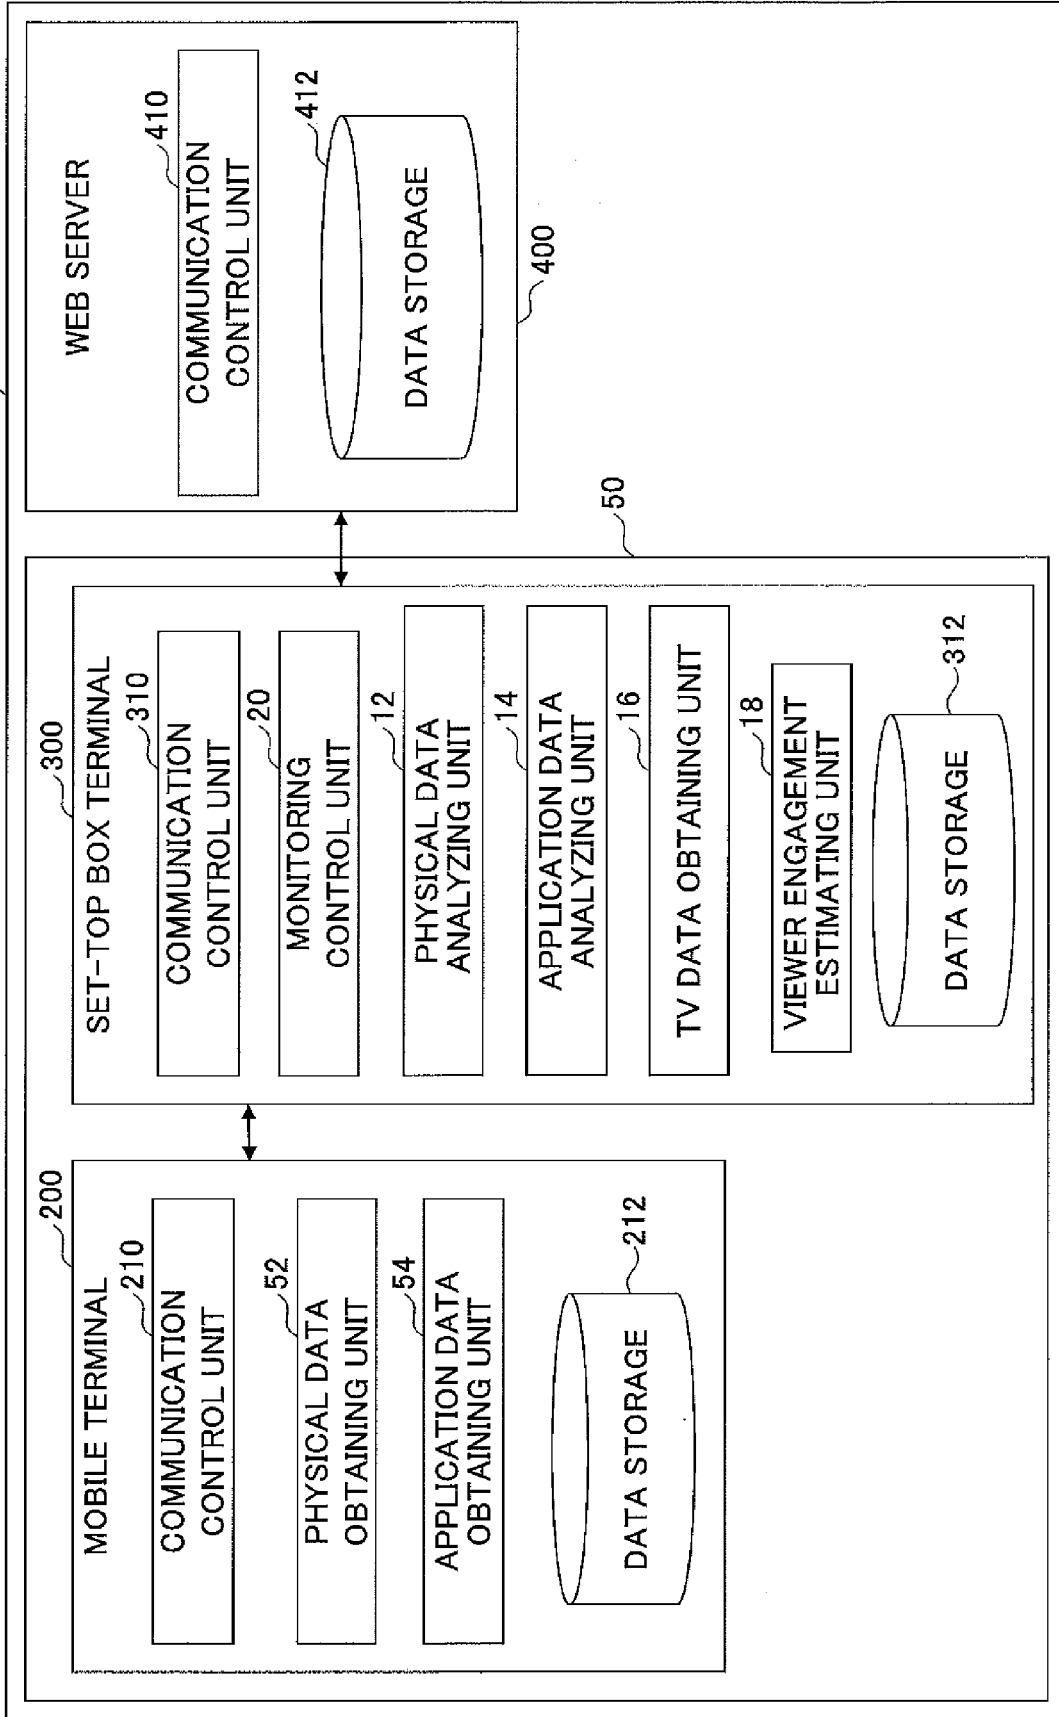 200
MOBILE TERMINAL
210
COMMUNICATION
CONTROL UNIT
52
PHYSICAL DATA
OBTAINING UNIT
54
APPLICATION DATA
OBTAINING UNIT
212
DATA STORAGE
300
SET-TOP BOX TERMINAL
310
COMMUNICATION
CONTROL UNIT
20
MONITORING
CONTROL UNIT
12
PHYSICAL DATA
ANALYZING UNIT
14
APPLICATION DATA
ANALYZING UNIT
16
TV DATA OBTAINING UNIT
18
VIEWER ENGAGEMENT
ESTIMATING UNIT
312
DATA STORAGE
50
WEB SERVER
410
COMMUNICATION
CONTROL UNIT
412
DATA STORAGE
400